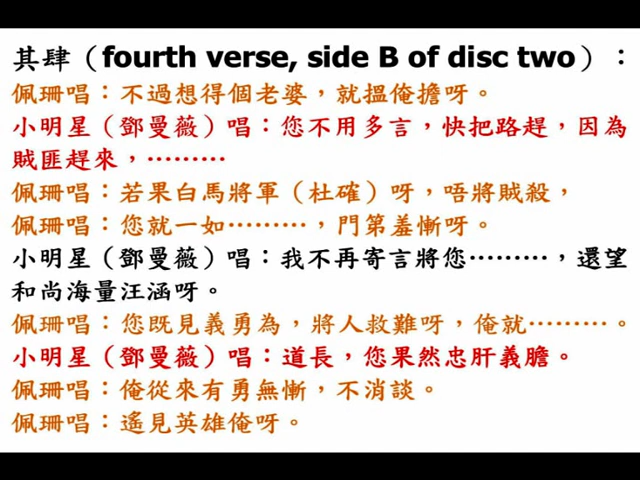 其肆（fourth verse, side B of disc two）：
佩珊唱：不過想得個老婆，就搵俺擔呀。
小明星（鄧曼薇）唱：您不用多言，快把路趕，因為
賊匪趕來，………
佩珊唱：若果白馬將軍（杜確）呀，唔將賊殺，
佩珊唱：您就一如………，門第羞慚呀。
小明星（鄧曼薇）唱：我不再寄言將您………，還望
和尚海量汪涵呀。
佩珊唱：您既見義勇為，將人救難呀，俺就………。
小明星（鄧曼薇）唱：道長，您果然忠肝義膽。
佩珊唱：俺從來有勇無慚，不消談。
佩珊唱：遙見英雄俺呀。